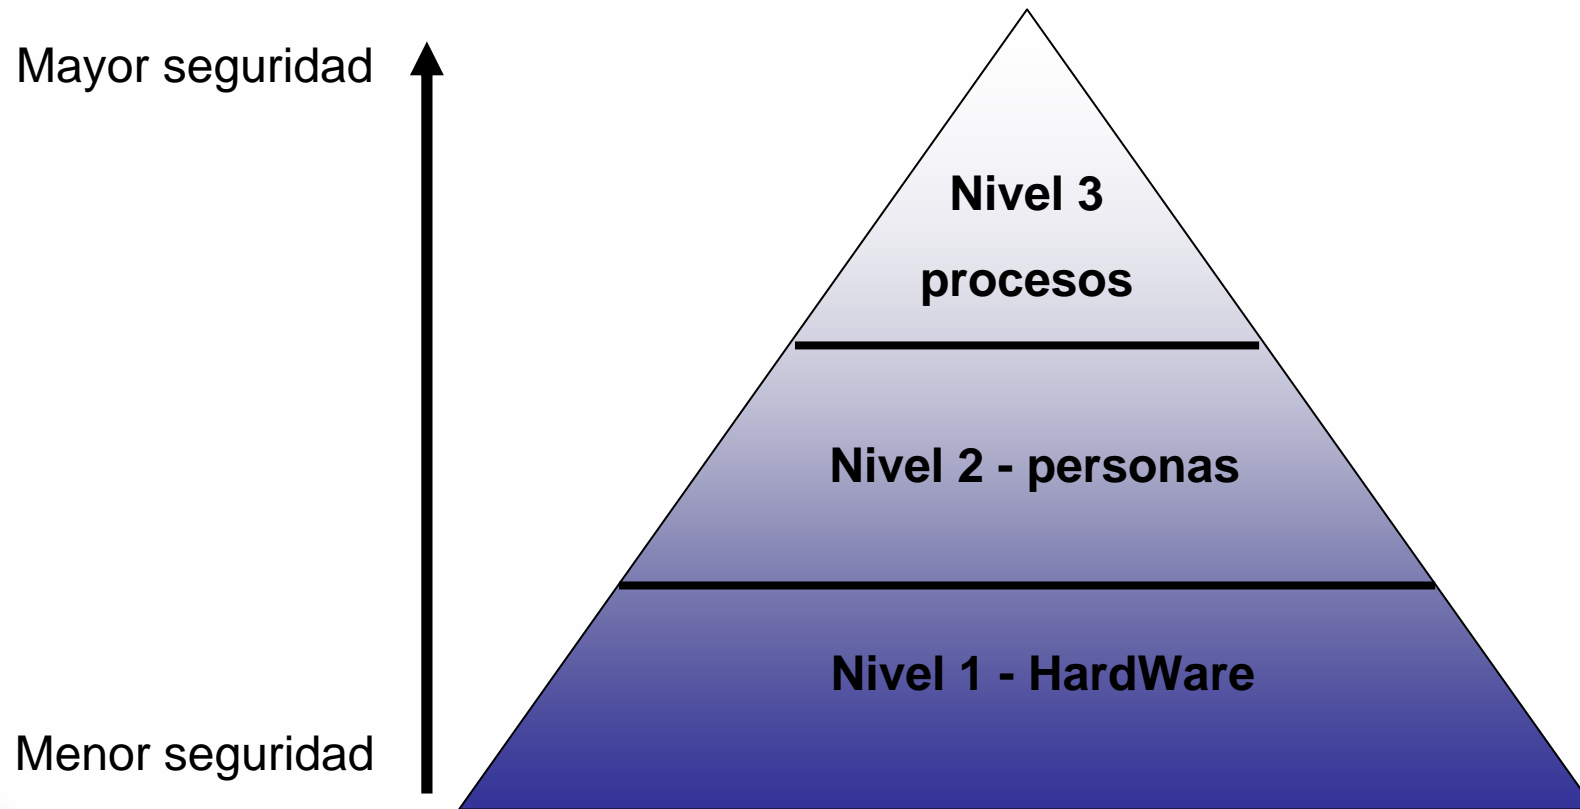 Mayor seguridad
Nivel 3
procesos
Nivel 2 - personas
Nivel 1 - HardWare
Menor seguridad